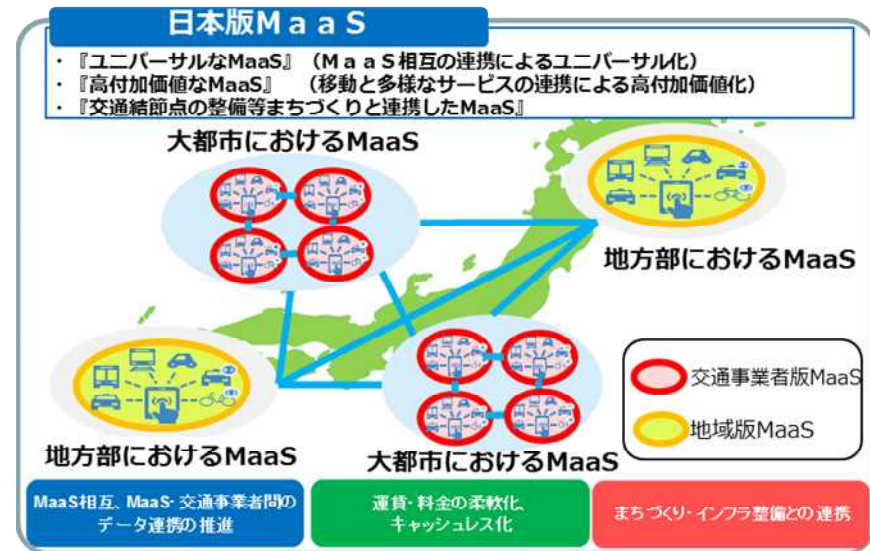 日本版ＭａａＳ
・『ユニバーサルなMaaS』（ＭａａＳ相互の連携によるユニバーサル化）
・『高付加価値なMaaS』（移動と多様なサービスの連携による高付加価値化）
・『交通結節点の整備等まちづくりと連携したMaaS』
大都市におけるMaaS
地方部におけるMaaS
地方部におけるMaaS
大都市におけるMaaS
交通事業者版MaaS
地域版MaaS
MaaS相互、MaaS・交通事業者間の
データ連携の推進
運賃・料金の柔軟化、
キャッシュレス化
まちづくり・インフラ整備との連携